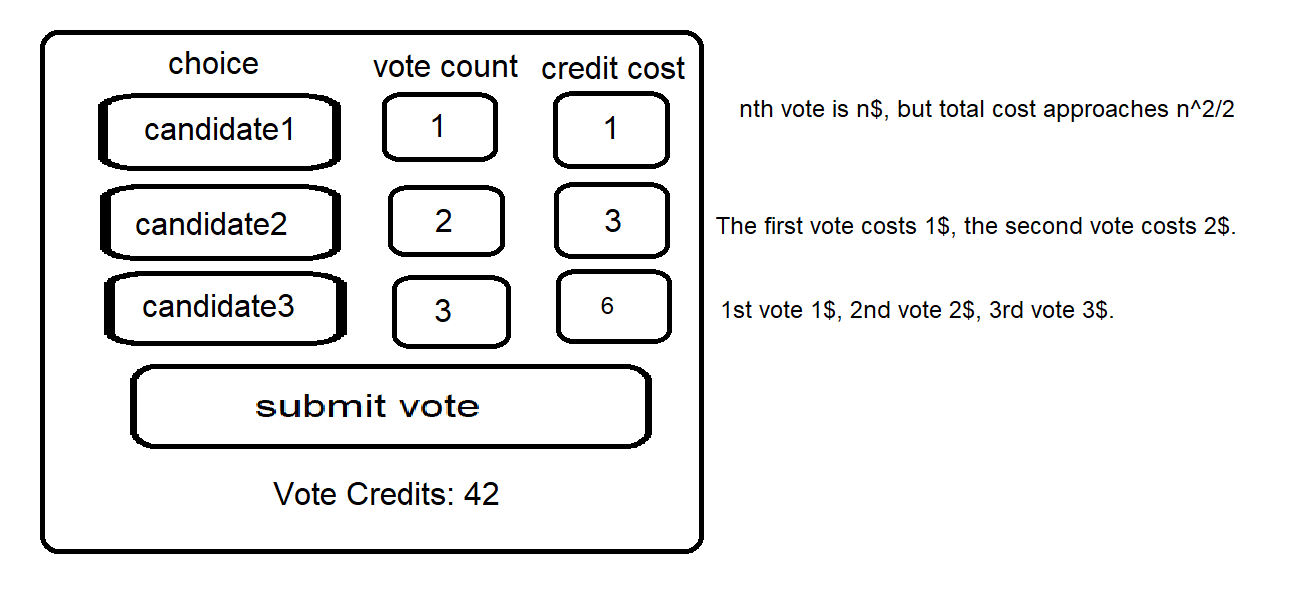 choice vote count credit cost
candidate1 1 1 nth vote is n$, but total cost approaches n^2/2
candidate2 2 3 The first vote costs 1$, the second vote costs 2$.
candidate3 3 6 1st vote 1$, 2nd vote 2$, 3rd vote 3$.
submit vote
Vote Credits: 42